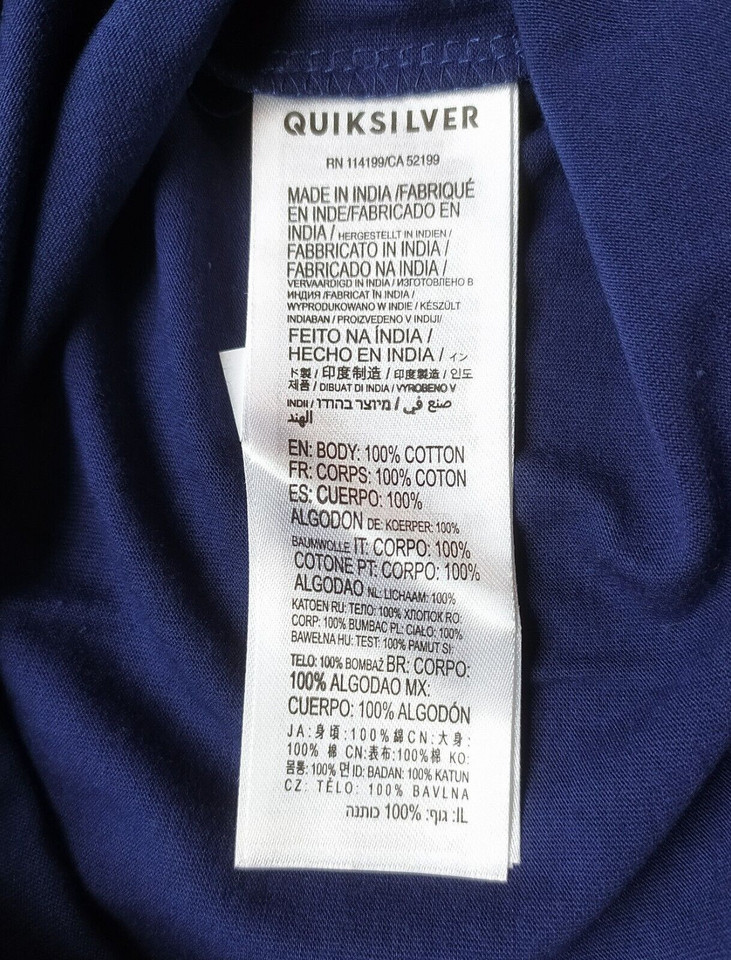 QUIKSILVER
RN 114199/CA 52199
MADE IN INDIA /FABRIQUÉ
EN INDE/FABRICADO EN
INDIA / HERGESTELLT IN INDIEN /
FABBRICATO IN INDIA /
FABRICADO NA INDIA /
VERVAARDIGD IN INDIA / ИЗГОТОВЛЕНО В
ИНДИЯ /FABRICAT ÎN INDIA /
WYPRODUKOWANO W INDIE / KÉSZÜLT
INDIABAN / PROIZVEDENO V INDIJI/
FEITO NA ÍNDIA /
HECHO EN INDIA / イン
ド製 / 印度制造 / 印度製造 / 인도
제품 / DIBUAT DI INDIA / VYROBENO V
INDII / מיוצר בהודו / صنع في
الهند
EN: BODY: 100% COTTON
FR: CORPS: 100% COTON
ES: CUERPO: 100%
ALGODON DE: KOERPER: 100%
BAUMWOLLE IT: CORPO: 100%
COTONE PT: CORPO: 100%
ALGODAO NL: LICHAAM: 100%
KATOEN RU: ТЕЛО: 100% ХЛОПОК RO:
CORP: 100% BUMBAC PL: CIAŁO: 100%
BAWEŁNA HU: TEST: 100% PAMUT SI:
TELO: 100% BOMBAŽ BR: CORPO:
100% ALGODAO MX:
CUERPO: 100% ALGODÓN
JA:身頃:100%綿 CN:大身:
100% 棉 CN:表布:100%棉 KO:
몸통: 100% 면 ID: BADAN: 100% KATUN
CZ: TĚLO: 100% BAVLNA
IL: גוף: 100% כותנה